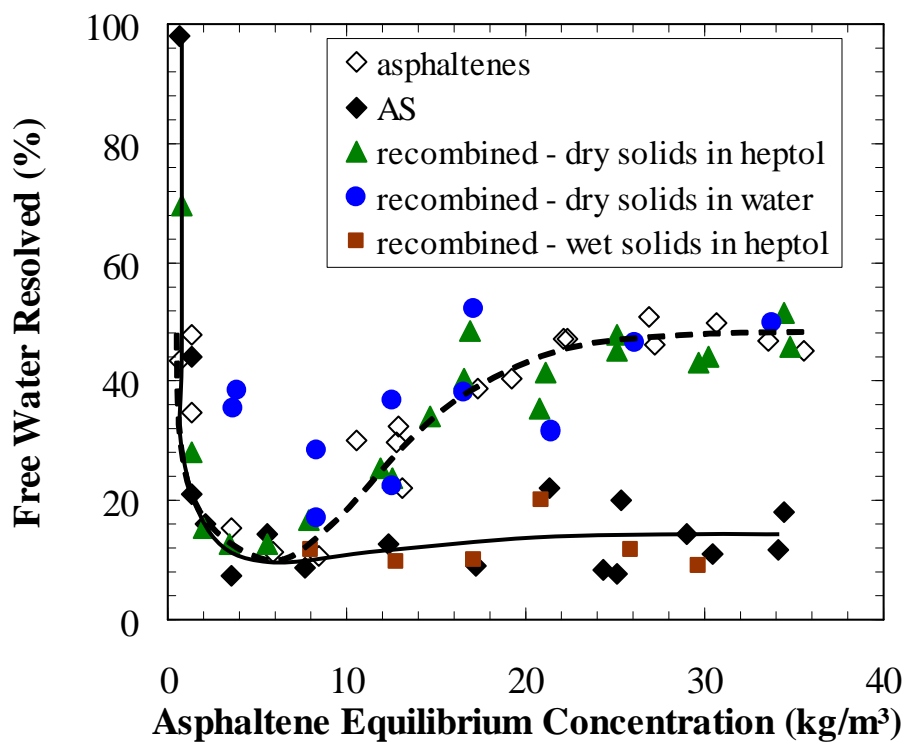 100
80
60
40
20
0
Free Water Resolved (%)
asphaltenes
AS
recombined - dry solids in heptol
recombined - dry solids in water
recombined - wet solids in heptol
0 10 20 30 40
Asphaltene Equilibrium Concentration (kg/m³)